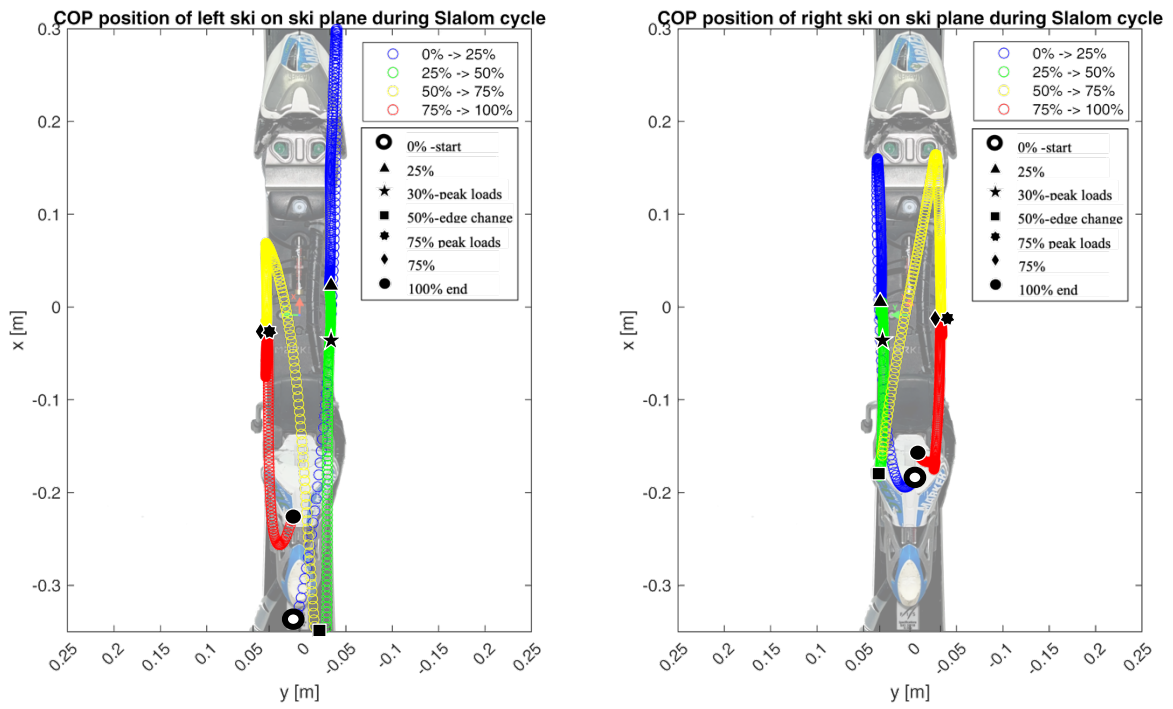 COP position of left ski on ski plane during Slalom cycle
0.3
0.2
0.1
0
-0.1
-0.2
-0.3
x [m]
0% -> 25%
25% -> 50%
50% -> 75%
75% -> 100%
0% -start
25%
30%-peak loads
50%-edge change
75% peak loads
75%
100% end
0.25
0.2
0.15
0.1
0.05
0
-0.05
-0.1
-0.15
-0.2
0.25
y [m]
COP position of right ski on ski plane during Slalom cycle
0.3
0.2
0.1
0
-0.1
-0.2
-0.3
x [m]
0% -> 25%
25% -> 50%
50% -> 75%
75% -> 100%
0% -start
25%
30%-peak loads
50%-edge change
75% peak loads
75%
100% end
MARKER
0.25
0.2
0.15
0.1
0.05
0
-0.05
-0.1
-0.15
-0.2
0.25
y [m]